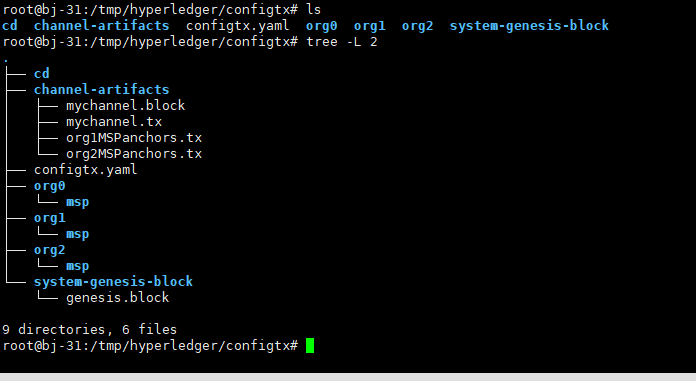 root@bj-31:/tmp/hyperledger/configtx# ls
cd  channel-artifacts  configtx.yaml  org0  org1  org2  system-genesis-block
root@bj-31:/tmp/hyperledger/configtx# tree -L 2
.
├── cd
├── channel-artifacts
│   ├── mychannel.block
│   ├── mychannel.tx
│   ├── org1MSPanchors.tx
│   └── org2MSPanchors.tx
├── configtx.yaml
├── org0
│   └── msp
├── org1
│   └── msp
├── org2
│   └── msp
└── system-genesis-block
    └── genesis.block
9 directories, 6 files
root@bj-31:/tmp/hyperledger/configtx#